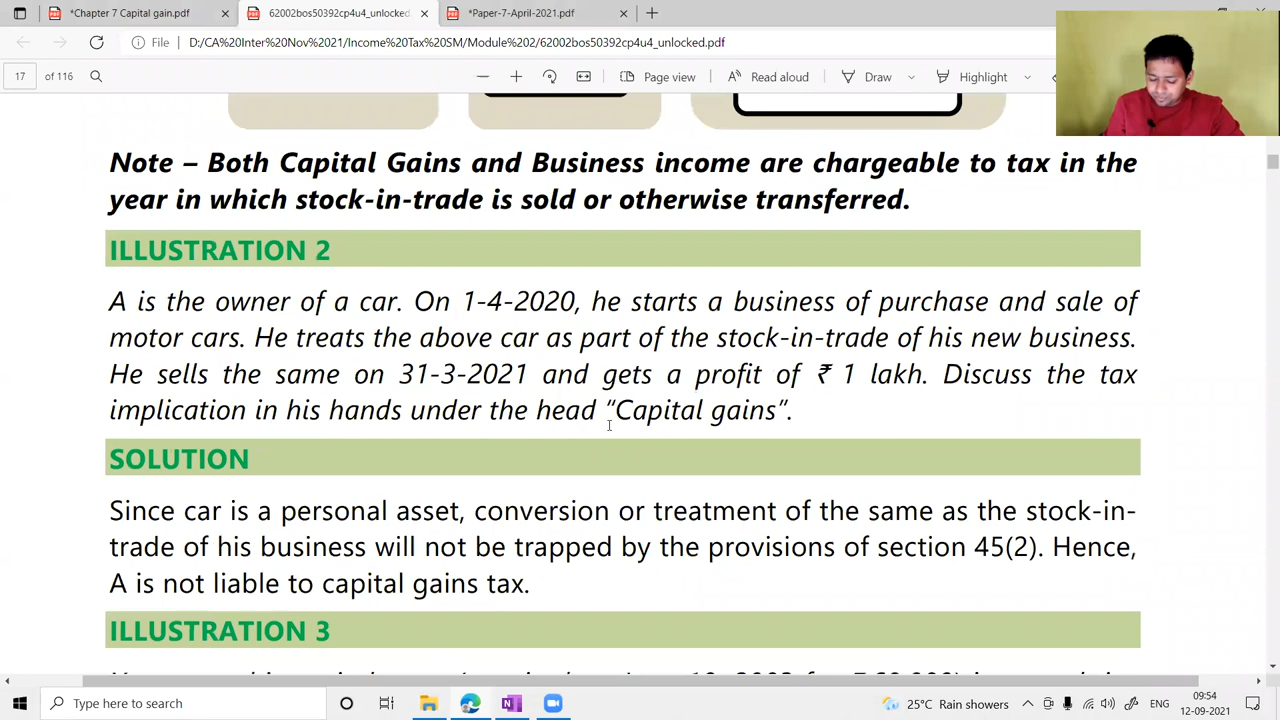 *Chapter 7 Capital gain.pdf
62002bos50392cp4u4_unlocked.
*Paper-7-April-2021.pdf
File D:/CA%20Inter%20Nov%2021/Income%20Tax%20SM/Module%202/62002bos50392cp4u4_unlocked.pdf
17 of 116 Page view Read aloud Draw Highlight
Note – Both Capital Gains and Business income are chargeable to tax in the
year in which stock-in-trade is sold or otherwise transferred.
ILLUSTRATION 2
A is the owner of a car. On 1-4-2020, he starts a business of purchase and sale of
motor cars. He treats the above car as part of the stock-in-trade of his new business.
He sells the same on 31-3-2021 and gets a profit of ₹ 1 lakh. Discuss the tax
implication in his hands under the head “Capital gains”.
SOLUTION
Since car is a personal asset, conversion or treatment of the same as the stock-in-
trade of his business will not be trapped by the provisions of section 45(2). Hence,
A is not liable to capital gains tax.
ILLUSTRATION 3
Type here to search
25°C Rain showers
ENG
09:54
12-09-2021